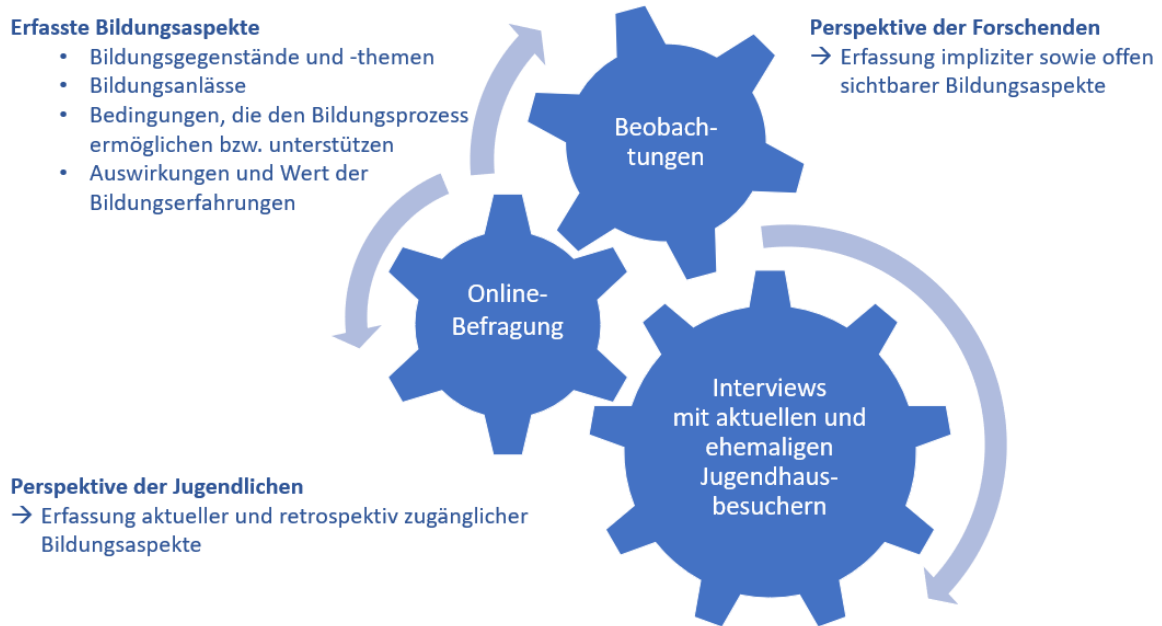 Erfasste Bildungsaspekte
• Bildungsgegenstände und -themen
• Bildungsanlässe
• Bedingungen, die den Bildungsprozess
ermöglichen bzw. unterstützen
• Auswirkungen und Wert der
Bildungserfahrungen
Perspektive der Forschenden
→ Erfassung impliziter sowie offen
sichtbarer Bildungsaspekte
Beobach-
tungen
Online-
Befragung
Interviews
mit aktuellen und
ehemaligen
Jugendhaus-
besuchern
Perspektive der Jugendlichen
→ Erfassung aktueller und retrospektiv zugänglicher
Bildungsaspekte